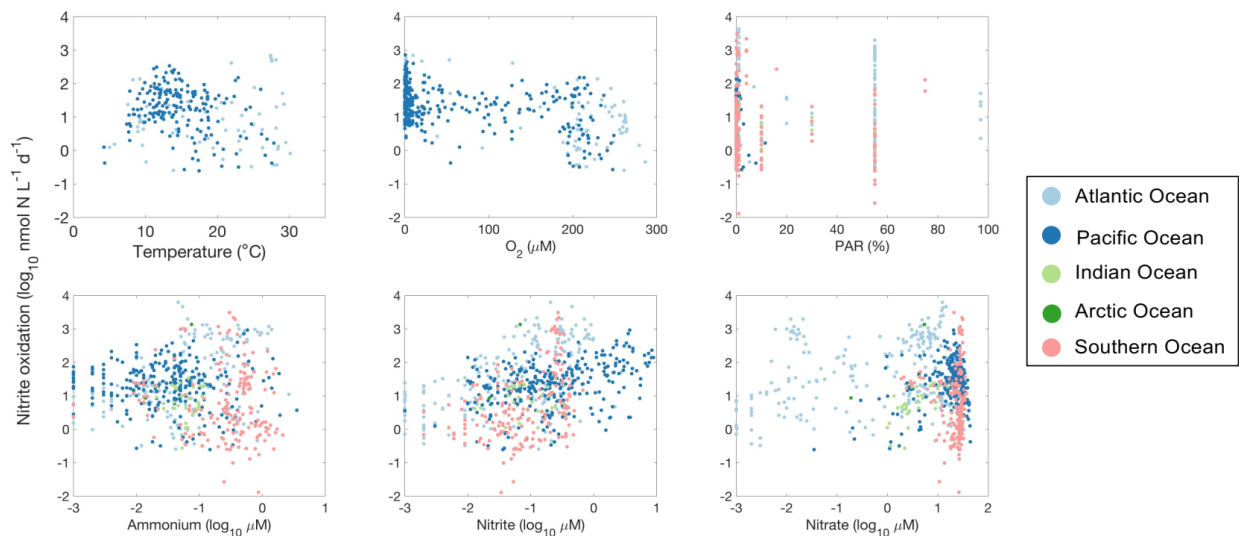 Nitrite oxidation (log₁₀ nmol N L⁻¹ d⁻¹)
4
3
2
1
0
-1
-2
0 10 20 30
Temperature (°C)
4
3
2
1
0
-1
-2
0 100 200 300
O₂ (μM)
4
3
2
1
0
-1
-2
0 20 40 60 80 100
PAR (%)
4
3
2
1
0
-1
-2
-3 -2 -1 0 1
Ammonium (log₁₀ μM)
4
3
2
1
0
-1
-2
-3 -2 -1 0 1
Nitrite (log₁₀ μM)
4
3
2
1
0
-1
-2
-3 -2 -1 0 1 2
Nitrate (log₁₀ μM)
Atlantic Ocean
Pacific Ocean
Indian Ocean
Arctic Ocean
Southern Ocean